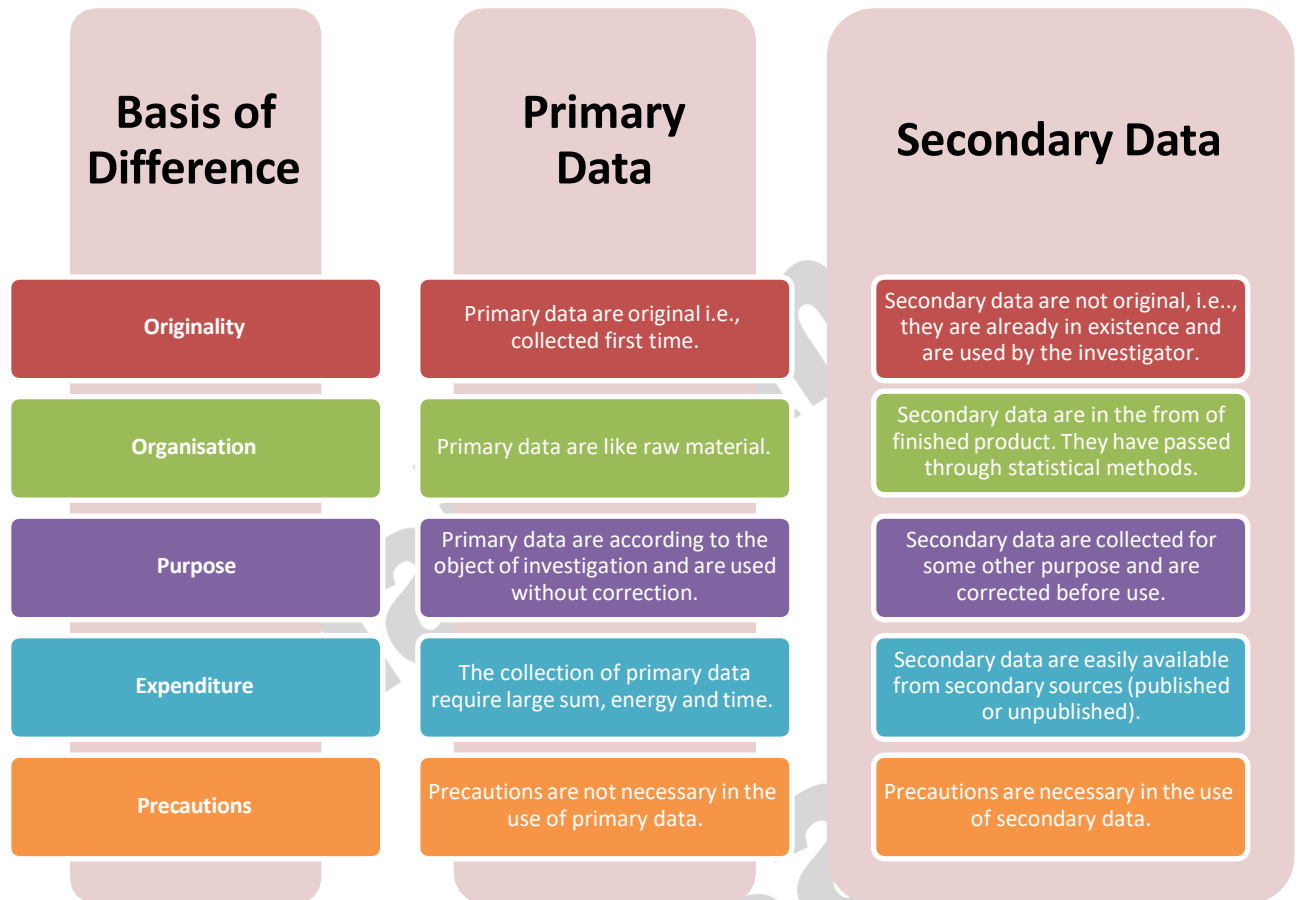 Basis of
Difference
Primary
Data
Secondary Data
Originality
Primary data are original i.e.,
collected first time.
Secondary data are not original, i.e..,
they are already in existence and
are used by the investigator.
Organisation
Primary data are like raw material.
Secondary data are in the from of
finished product. They have passed
through statistical methods.
Purpose
Primary data are according to the
object of investigation and are used
without correction.
Secondary data are collected for
some other purpose and are
corrected before use.
Expenditure
The collection of primary data
require large sum, energy and time.
Secondary data are easily available
from secondary sources (published
or unpublished).
Precautions
Precautions are not necessary in the
use of primary data.
Precautions are necessary in the use
of secondary data.